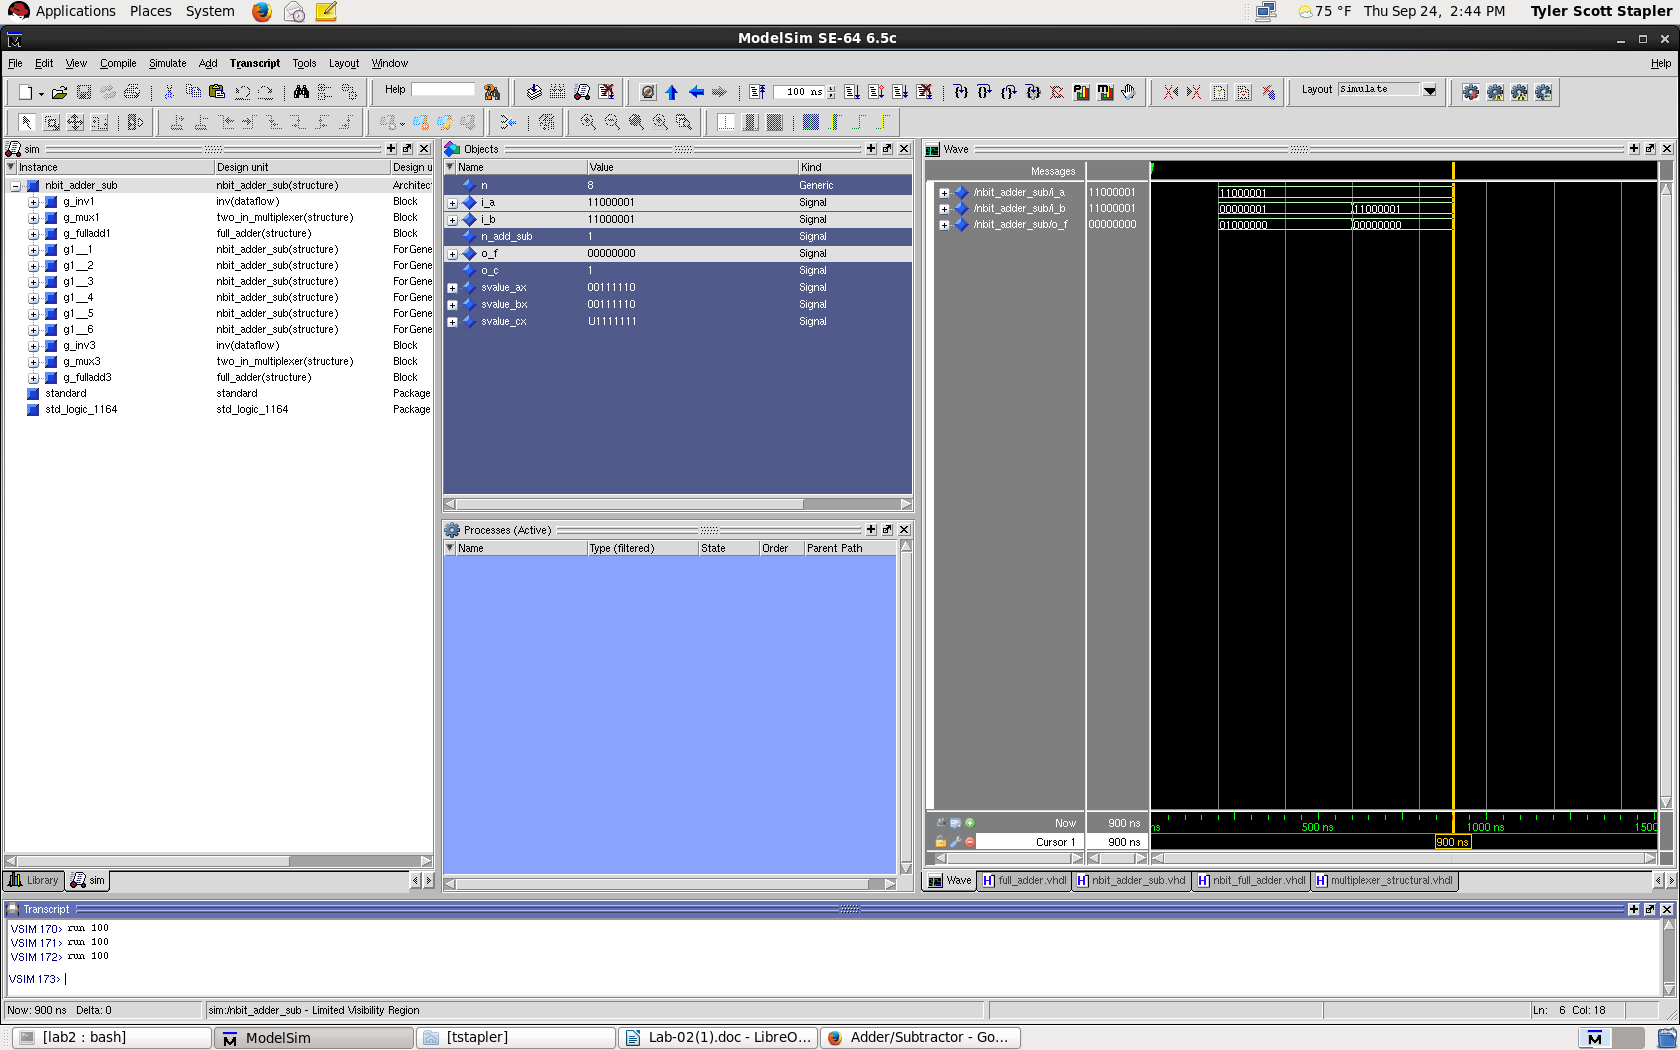 Applications Places System 75 °F Thu Sep 24, 2:44 PM Tyler Scott Stapler
ModelSim SE-64 6.5c
File Edit View Compile Simulate Add Transcript Tools Layout Window Help
Help 100 ns Layout Simulate
sim
Instance Design unit Design u
nbit_adder_sub nbit_adder_sub(structure) Architec
g_inv1 inv(dataflow) Block
g_mux1 two_in_multiplexer(structure) Block
g_fulladd1 full_adder(structure) Block
g1__1 nbit_adder_sub(structure) ForGene
g1__2 nbit_adder_sub(structure) ForGene
g1__3 nbit_adder_sub(structure) ForGene
g1__4 nbit_adder_sub(structure) ForGene
g1__5 nbit_adder_sub(structure) ForGene
g1__6 nbit_adder_sub(structure) ForGene
g_inv3 inv(dataflow) Block
g_mux3 two_in_multiplexer(structure) Block
g_fulladd3 full_adder(structure) Block
standard standard Package
std_logic_1164 std_logic_1164 Package
Library sim
Objects
Name Value Kind
n 8 Generic
i_a 11000001 Signal
i_b 11000001 Signal
n_add_sub 1 Signal
o_f 00000000 Signal
o_c 1 Signal
svalue_ax 00111110 Signal
svalue_bx 00111110 Signal
svalue_cx U1111111 Signal
Processes (Active)
Name Type (filtered) State Order Parent Path
Wave
Messages
/nbit_adder_sub/i_a 11000001 11000001
/nbit_adder_sub/i_b 11000001 00000001 11000001
/nbit_adder_sub/o_f 00000000 01000000 00000000
Now 900 ns ns 500 ns 1000 ns 1500
Cursor 1 900 ns 900 ns
Wave full_adder.vhdl nbit_adder_sub.vhd nbit_full_adder.vhdl multiplexer_structural.vhdl
Transcript
VSIM 170> run 100
VSIM 171> run 100
VSIM 172> run 100
VSIM 173>
Now: 900 ns Delta: 0 sim:/nbit_adder_sub - Limited Visibility Region Ln: 6 Col: 18
[lab2 : bash] ModelSim [tstapler] Lab-02(1).doc - LibreO... Adder/Subtractor - Go...